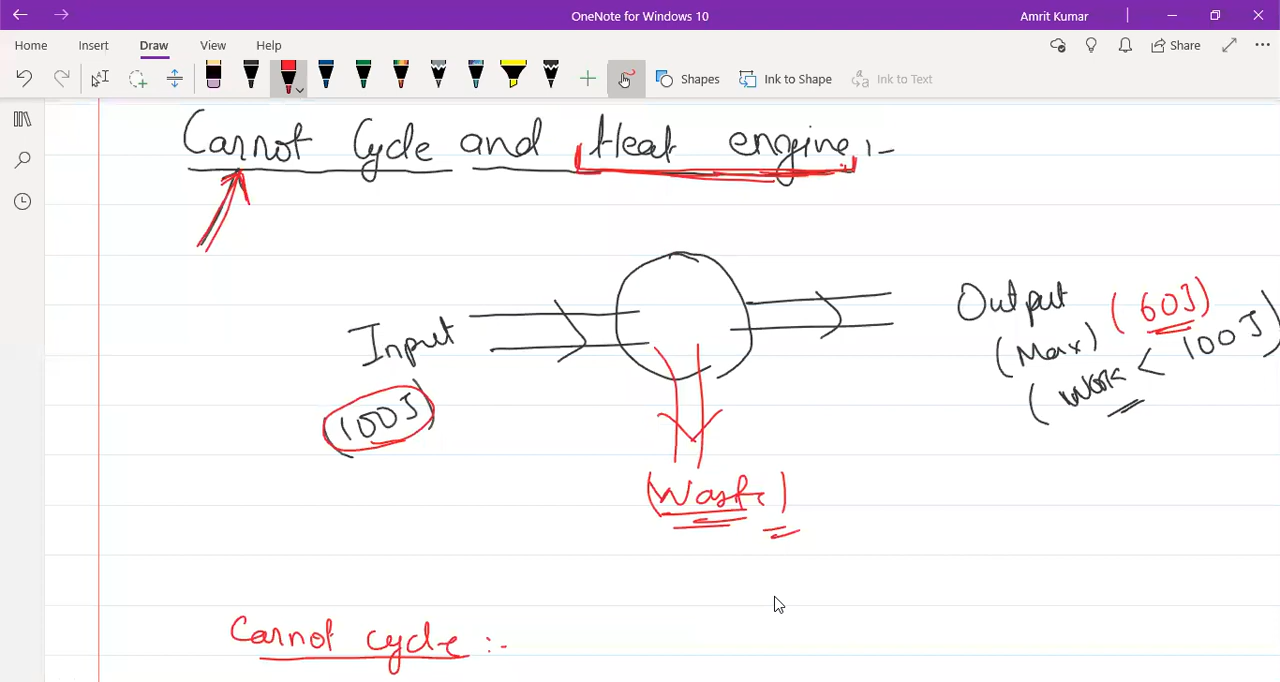 OneNote for Windows 10
Amrit Kumar
Home Insert Draw View Help
Share
Shapes Ink to Shape Ink to Text
Carnot Cycle and Heat engine :-
Input
(100J)
Output (60J)
(Max)
(Work < 100J)
(Waste)
Carnot cycle :-